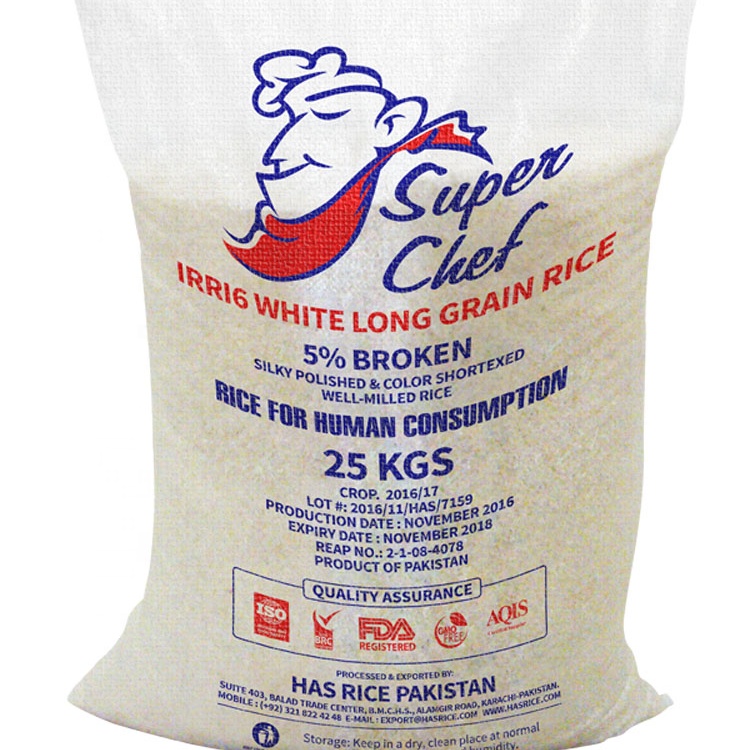 Super
Chef
IRRI6 WHITE LONG GRAIN RICE
5% BROKEN
SILKY POLISHED & COLOR SHORTEXED
WELL-MILLED RICE
RICE FOR HUMAN CONSUMPTION
25 KGS
CROP. 2016/17
LOT #: 2016/11/HAS/7159
PRODUCTION DATE : NOVEMBER 2016
EXPIRY DATE : NOVEMBER 2018
REAP NO.: 2-1-08-4078
PRODUCT OF PAKISTAN
QUALITY ASSURANCE
ISO
BRC
FDA
REGISTERED
GMO
FREE
AQIS
PROCESSED & EXPORTED BY:
HAS RICE PAKISTAN
SUITE 403, BALAD TRADE CENTER, B.M.C.H.S., ALAMGIR ROAD, KARACHI-PAKISTAN.
MOBILE : (+92) 321 822 42 48 E-MAIL : EXPORT@HASRICE.COM WWW.HASRICE.COM
Storage: Keep in a dry, clean place at normal
humidity.